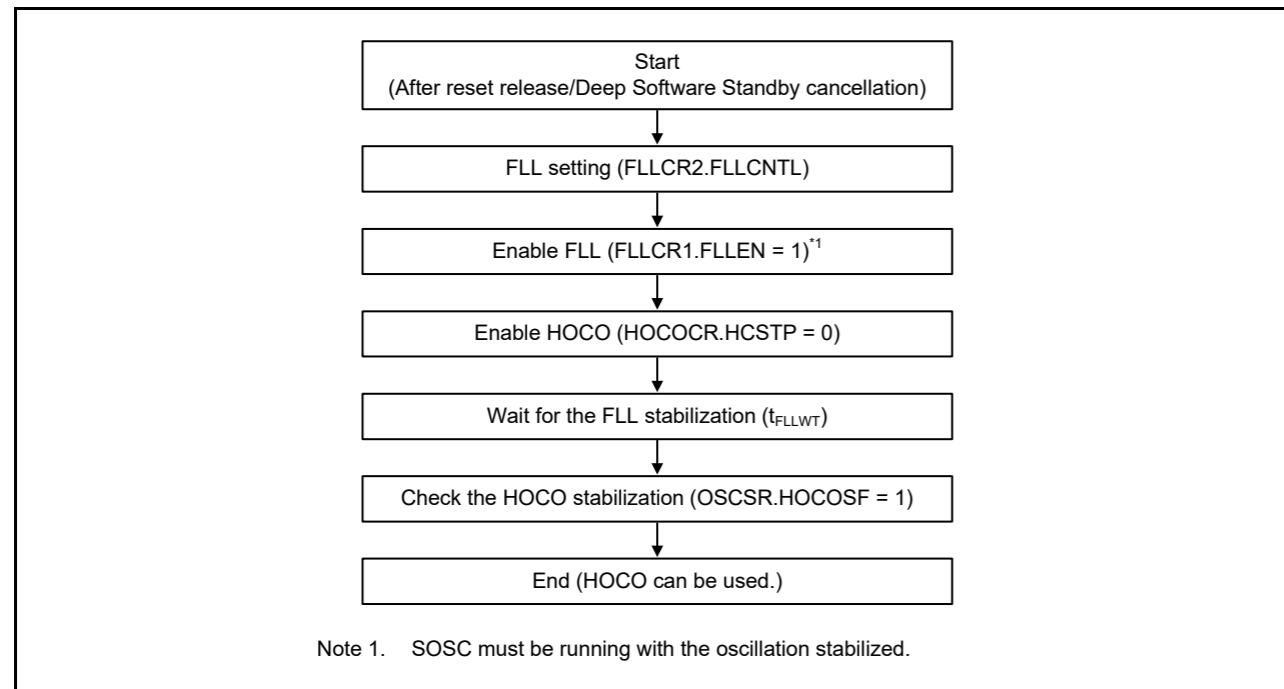 Start
(After reset release/Deep Software Standby cancellation)
FLL setting (FLLCR2.FLLCNTL)
Enable FLL (FLLCR1.FLLEN = 1)*1
Enable HOCO (HOCOCR.HCSTP = 0)
Wait for the FLL stabilization (tFLLWT)
Check the HOCO stabilization (OSCSR.HOCOSF = 1)
End (HOCO can be used.)
Note 1. SOSC must be running with the oscillation stabilized.